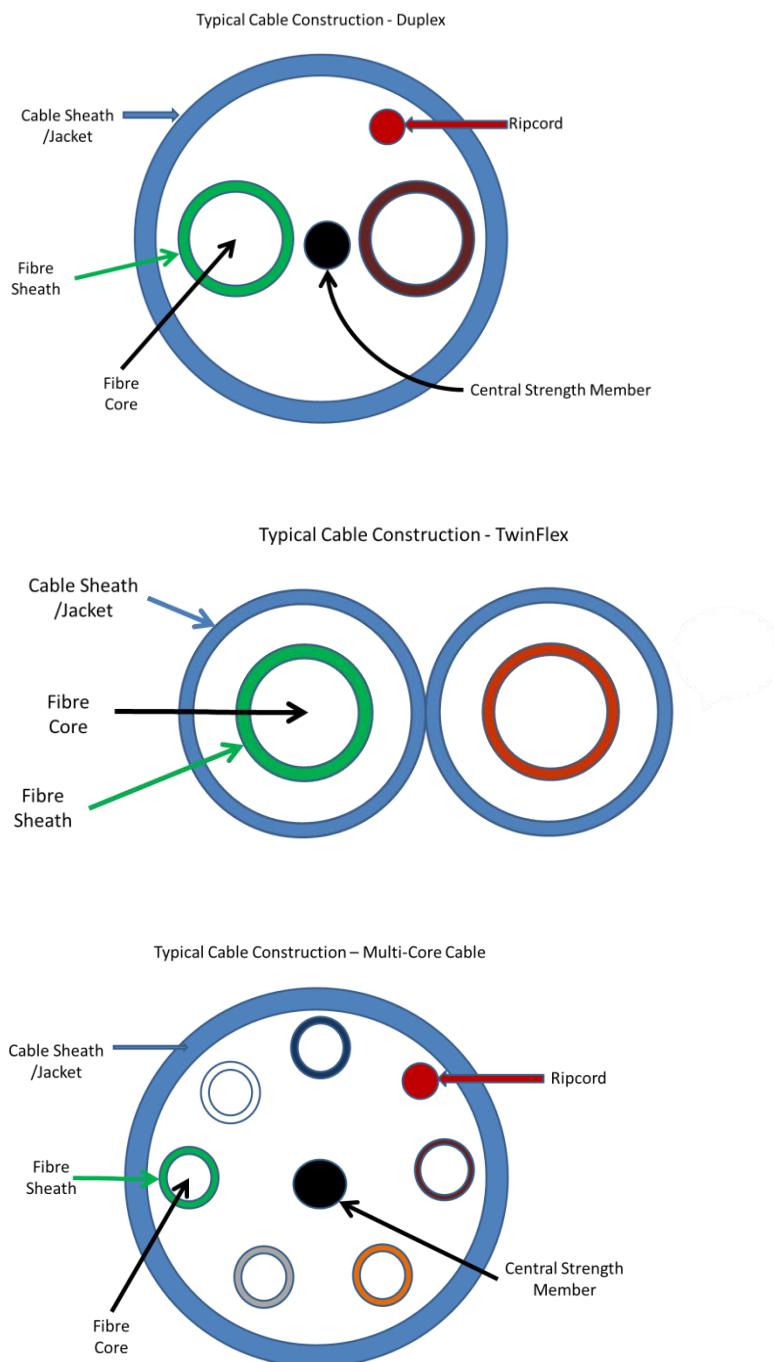 Typical Cable Construction - Duplex
Cable Sheath
/Jacket
Ripcord
Fibre
Sheath
Fibre
Core
Central Strength Member
Typical Cable Construction - TwinFlex
Cable Sheath
/Jacket
Fibre
Core
Fibre
Sheath
Typical Cable Construction – Multi-Core Cable
Cable Sheath
/Jacket
Ripcord
Fibre
Sheath
Central Strength
Member
Fibre
Core